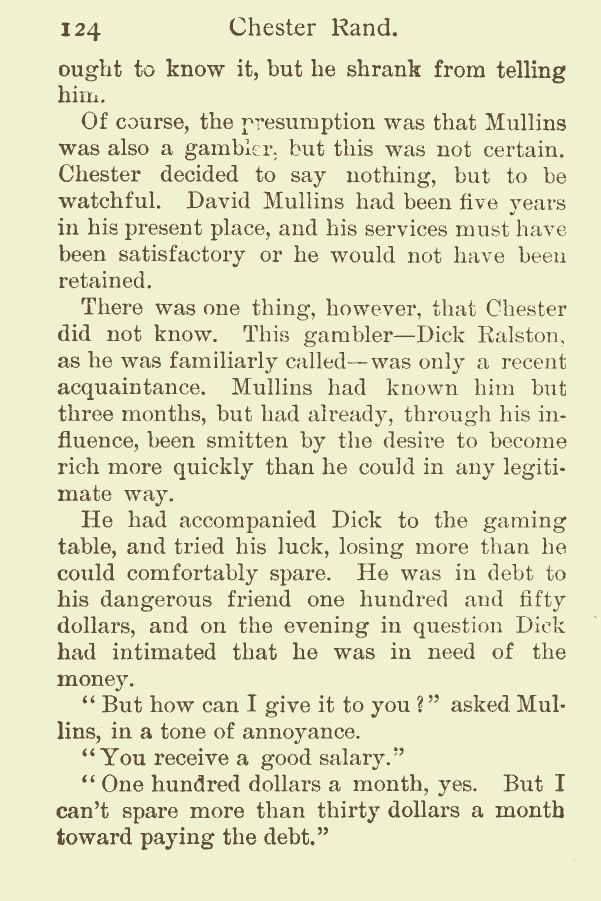 124 Chester Rand.
ought to know it, but he shrank from telling
him.
Of course, the presumption was that Mullins
was also a gambler, but this was not certain.
Chester decided to say nothing, but to be
watchful. David Mullins had been five years
in his present place, and his services must have
been satisfactory or he would not have been
retained.
There was one thing, however, that Chester
did not know. This gambler—Dick Ralston,
as he was familiarly called—was only a recent
acquaintance. Mullins had known him but
three months, but had already, through his in-
fluence, been smitten by the desire to become
rich more quickly than he could in any legiti-
mate way.
He had accompanied Dick to the gaming
table, and tried his luck, losing more than he
could comfortably spare. He was in debt to
his dangerous friend one hundred and fifty
dollars, and on the evening in question Dick
had intimated that he was in need of the
money.
“But how can I give it to you?” asked Mul-
lins, in a tone of annoyance.
“You receive a good salary.”
“One hundred dollars a month, yes. But I
can't spare more than thirty dollars a month
toward paying the debt.”